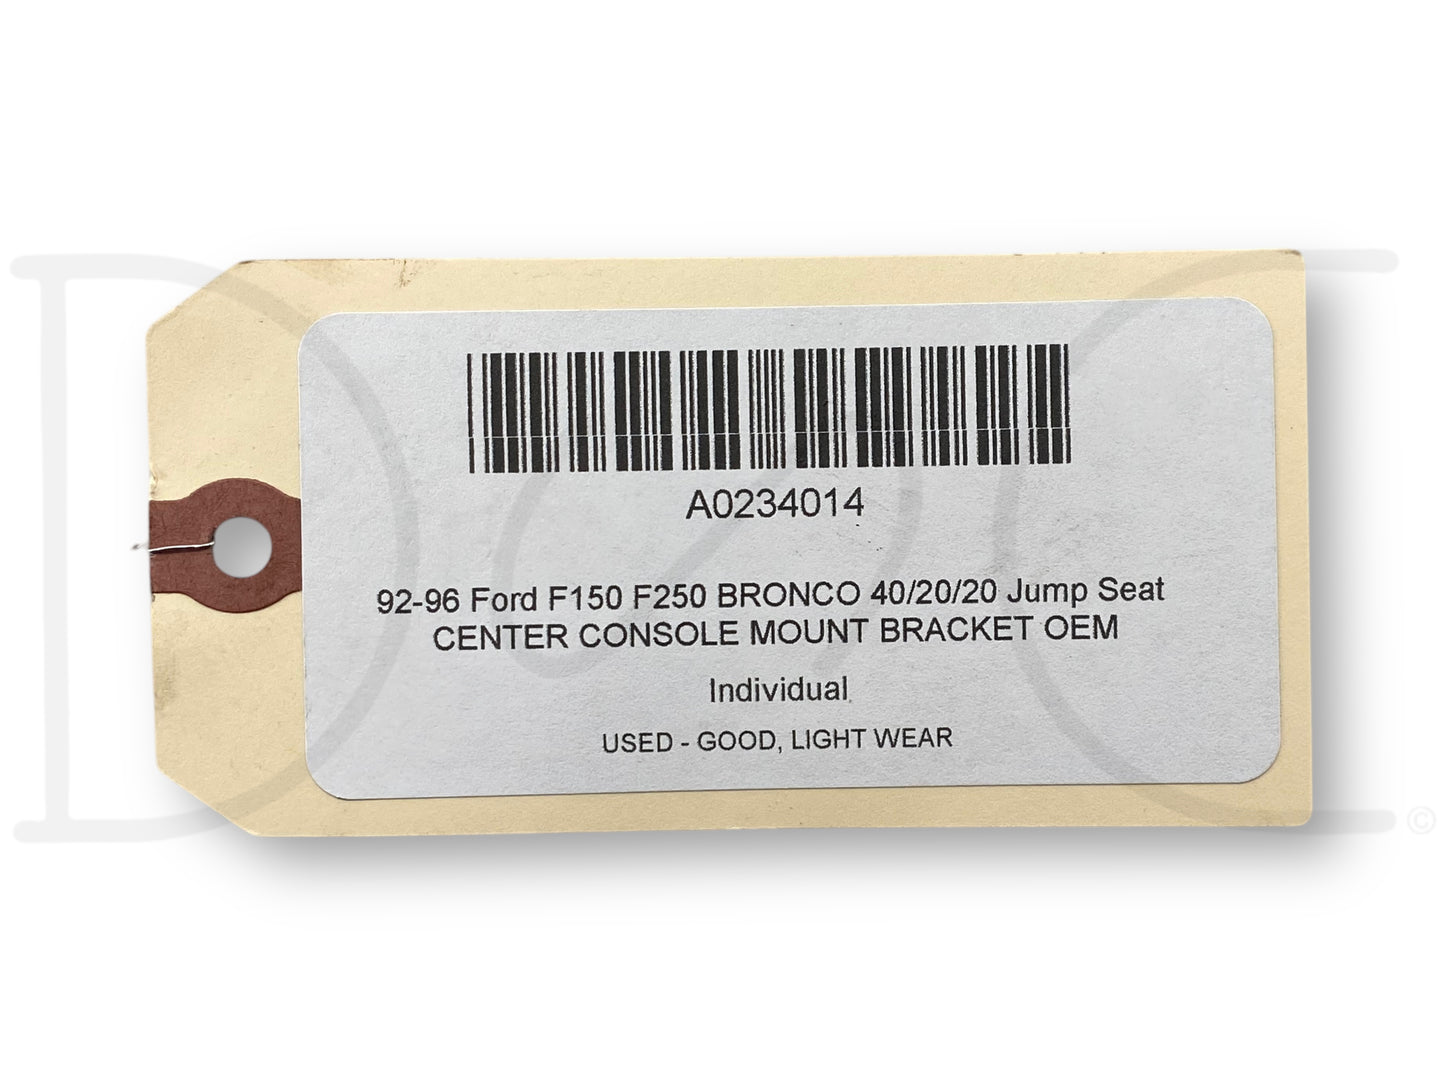 A0234014
92-96 Ford F150 F250 BRONCO 40/20/20 Jump Seat
CENTER CONSOLE MOUNT BRACKET OEM
Individual
USED - GOOD, LIGHT WEAR
©